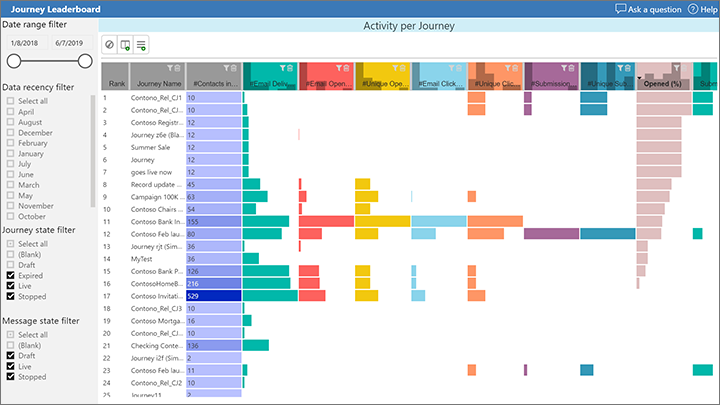 Journey Leaderboard
Ask a question
Help
Date range filter
1/8/2018
6/7/2019
Data recency filter
Select all
April
August
December
February
January
July
June
March
May
November
October
Journey state filter
Select all
(Blank)
Draft
Expired
Live
Stopped
Message state filter
Select all
(Blank)
Draft
Live
Stopped
Activity per Journey
Rank Journey Name #Contacts in... #Email Deliv... #Email Open... #Unique Ope... #Email Click... #Unique Clic... #Submission... #Unique Sub... Opened (%) Subm
1 Contono_Rel_CJ1 10
2 Contoso_Rel_CJ... 10
3 Contoso Registr... 12
4 Journey z6e (Bla... 12
5 Summer Sale 12
6 Journey 12
7 goes live now 12
8 Record update ... 45
9 Campaign 100K ... 63
10 Contoso Chairs ... 54
11 Contoso Bank In... 155
12 Contoso Feb lau... 80
13 Journey rjt (Sim... 36
14 MyTest 36
15 Contoso Bank P... 126
16 ContosoHomeB... 216
17 Contoso Invitati... 529
18 Contono_Rel_CJ3 10
19 Contoso Mortga... 16
20 Contono_Rel_CJ... 10
21 Checking Conte... 136
22 Journey i2f (Sim... 2
23 Contoso Feb lau... 11
24 Contono_Rel_CJ2 10
25 Journey11 2